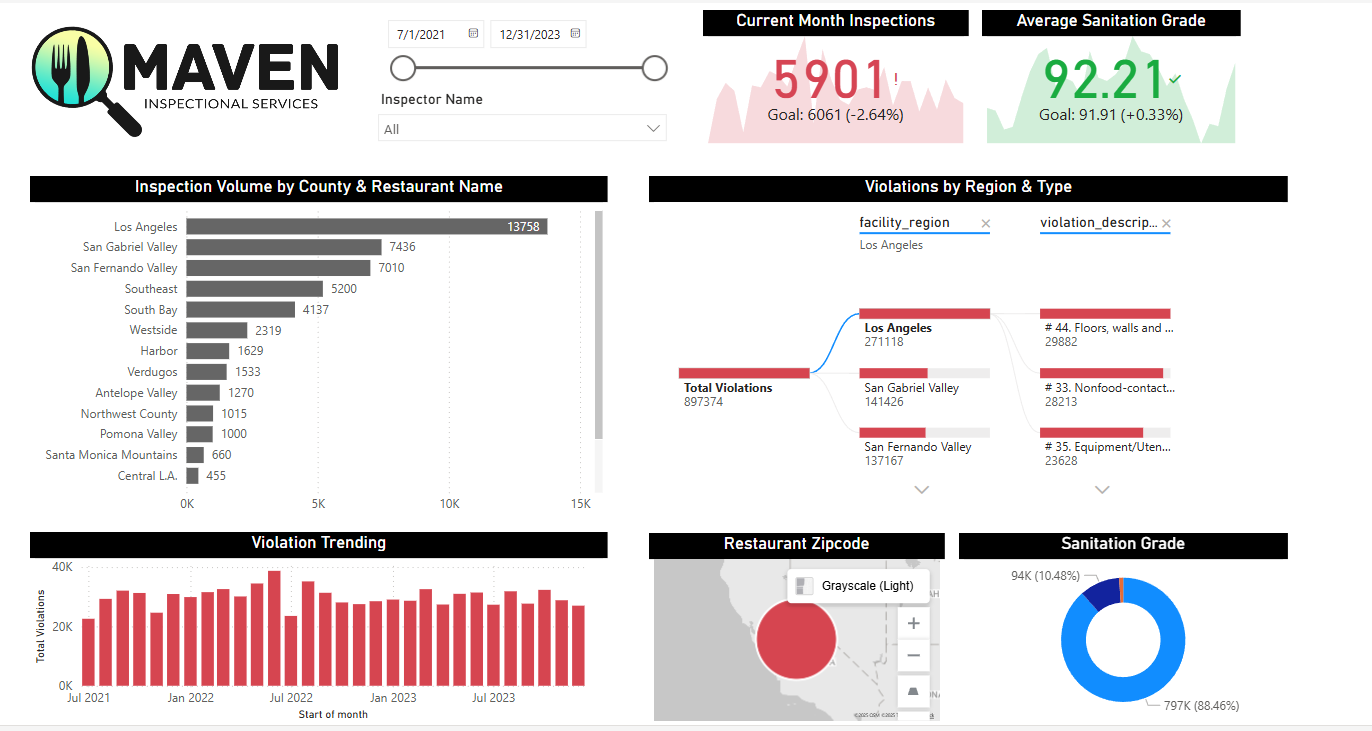 MAVEN
INSPECTIONAL SERVICES
7/1/2021
12/31/2023
Inspector Name
All
Current Month Inspections
5901!
Goal: 6061 (-2.64%)
Average Sanitation Grade
92.21
Goal: 91.91 (+0.33%)
Inspection Volume by County & Restaurant Name
Los Angeles 13758
San Gabriel Valley 7436
San Fernando Valley 7010
Southeast 5200
South Bay 4137
Westside 2319
Harbor 1629
Verdugos 1533
Antelope Valley 1270
Northwest County 1015
Pomona Valley 1000
Santa Monica Mountains 660
Central L.A. 455
0K 5K 10K 15K
Violations by Region & Type
facility_region
Los Angeles
violation_descrip...
Total Violations
897374
Los Angeles
271118
San Gabriel Valley
141426
San Fernando Valley
137167
# 44. Floors, walls and ...
29882
# 33. Nonfood-contact...
28213
# 35. Equipment/Uten...
23628
Violation Trending
Total Violations
40K
20K
0K
Jul 2021 Jan 2022 Jul 2022 Jan 2023 Jul 2023
Start of month
Restaurant Zipcode
Grayscale (Light)
Sanitation Grade
94K (10.48%)
797K (88.46%)